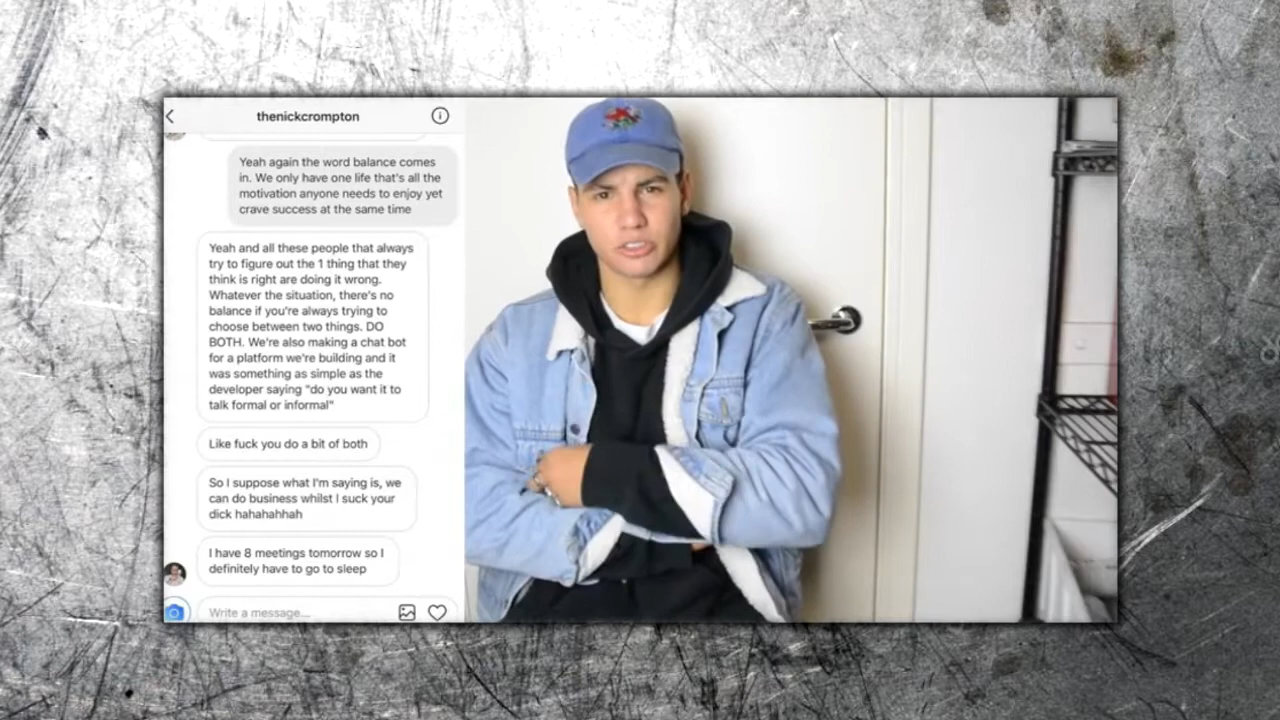 thenickcrompton
Yeah again the word balance comes
in. We only have one life that's all the
motivation anyone needs to enjoy yet
crave success at the same time
Yeah and all these people that always
try to figure out the 1 thing that they
think is right are doing it wrong.
Whatever the situation, there's no
balance if you're always trying to
choose between two things. DO
BOTH. We're also making a chat bot
for a platform we're building and it
was something as simple as the
developer saying "do you want it to
talk formal or informal"
Like fuck you do a bit of both
So I suppose what I'm saying is, we
can do business whilst I suck your
dick hahahahhah
I have 8 meetings tomorrow so I
definitely have to go to sleep
Write a message...